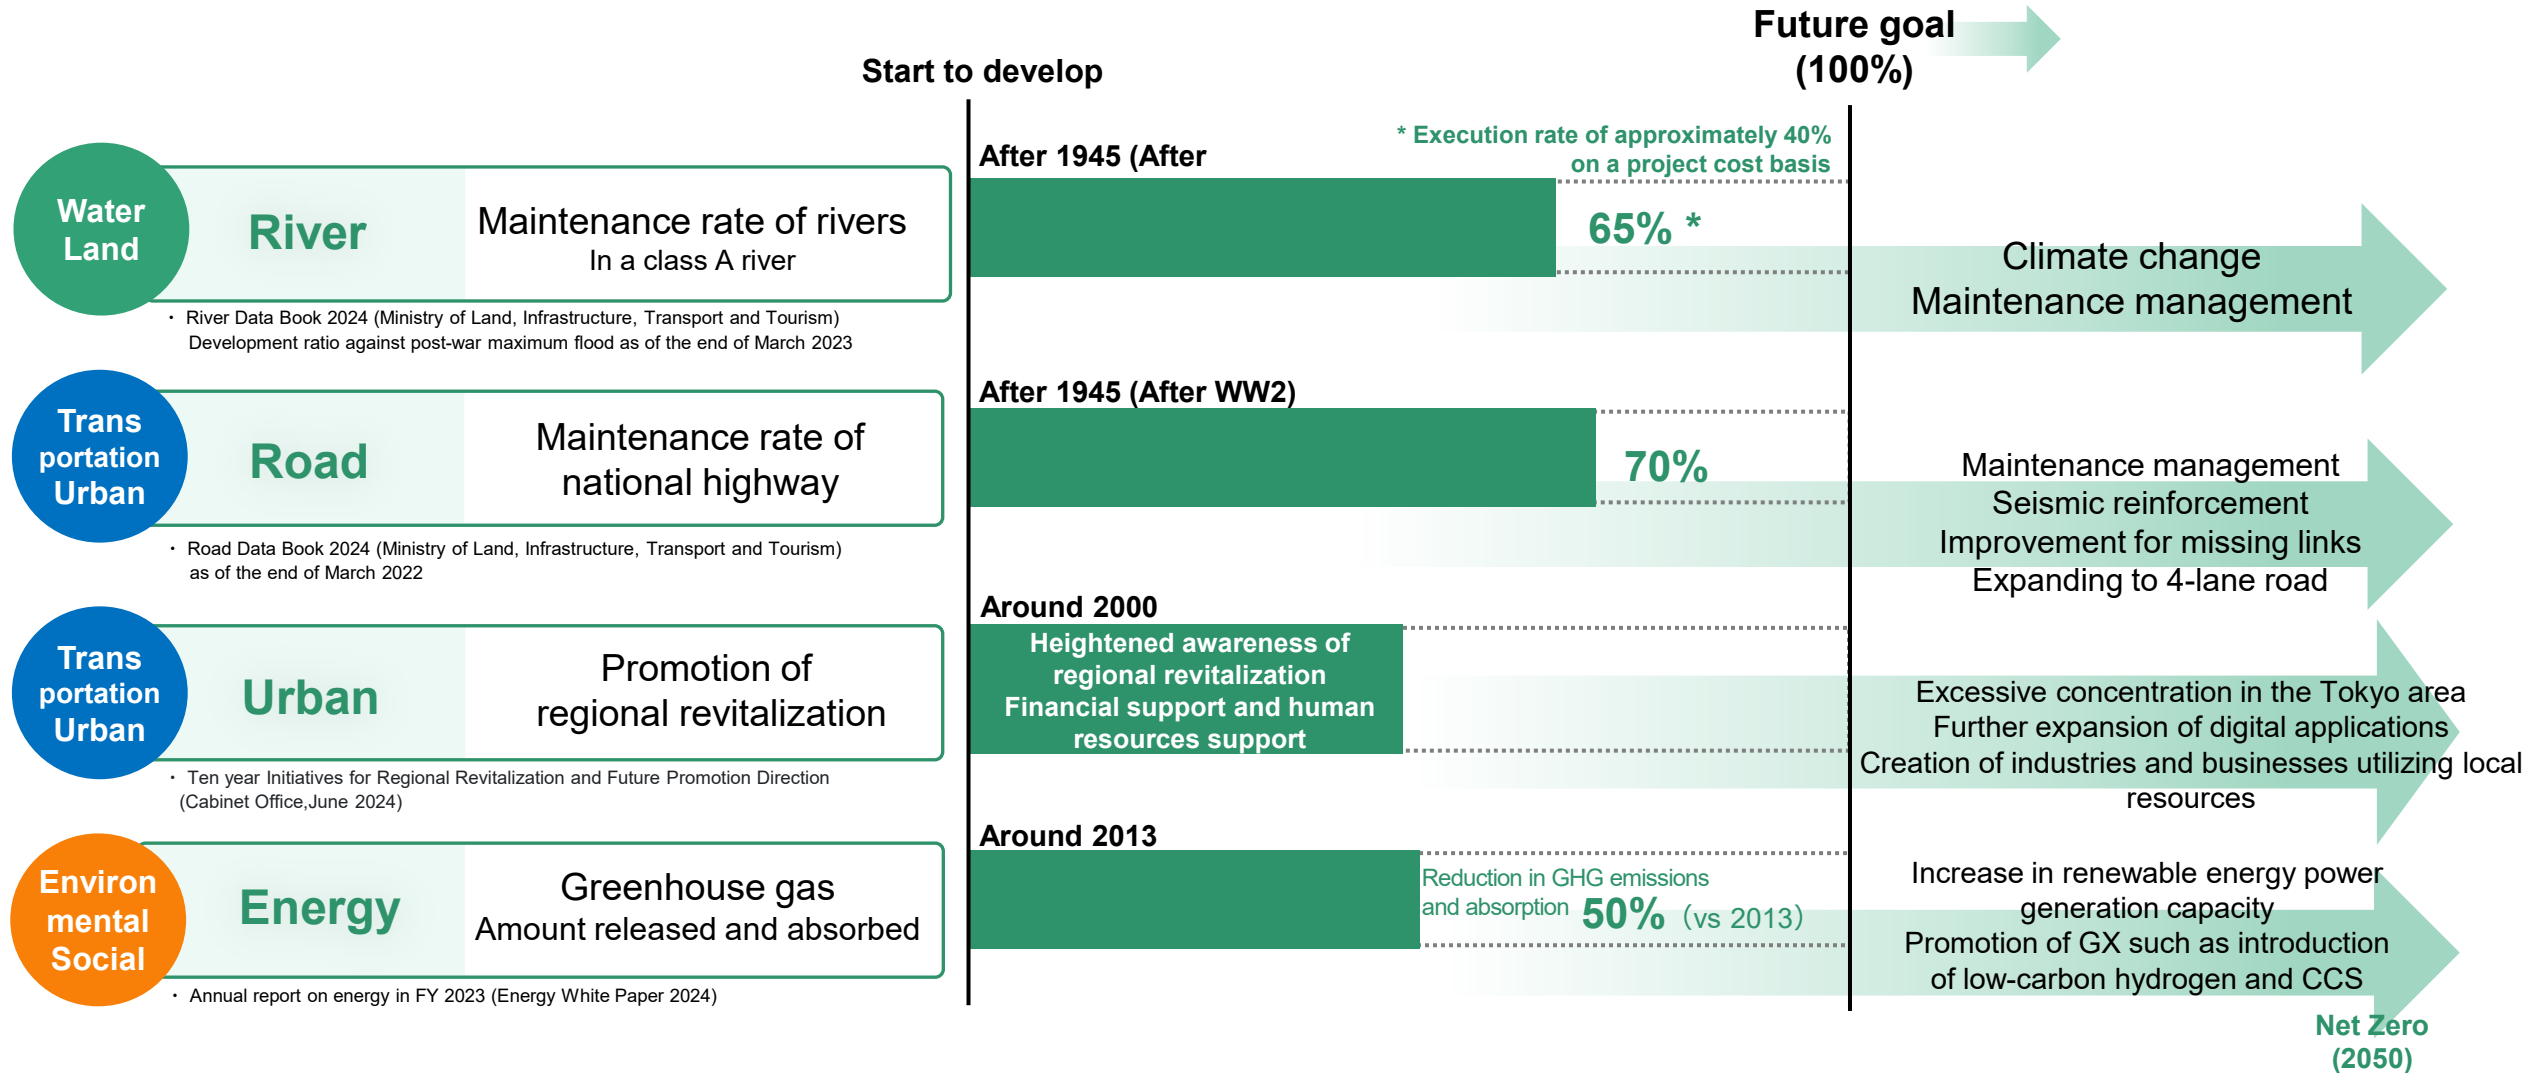 Future goal
(100%)
Start to develop
Water
Land
River
Maintenance rate of rivers
In a class A river
・ River Data Book 2024 (Ministry of Land, Infrastructure, Transport and Tourism)
Development ratio against post-war maximum flood as of the end of March 2023
After 1945 (After
* Execution rate of approximately 40%
on a project cost basis
65% *
Climate change
Maintenance management
Trans
portation
Urban
Road
Maintenance rate of
national highway
・ Road Data Book 2024 (Ministry of Land, Infrastructure, Transport and Tourism)
as of the end of March 2022
After 1945 (After WW2)
70%
Maintenance management
Seismic reinforcement
Improvement for missing links
Expanding to 4-lane road
Trans
portation
Urban
Urban
Promotion of
regional revitalization
・ Ten year Initiatives for Regional Revitalization and Future Promotion Direction
(Cabinet Office,June 2024)
Around 2000
Heightened awareness of
regional revitalization
Financial support and human
resources support
Excessive concentration in the Tokyo area
Further expansion of digital applications
Creation of industries and businesses utilizing local
resources
Environ
mental
Social
Energy
Greenhouse gas
Amount released and absorbed
・ Annual report on energy in FY 2023 (Energy White Paper 2024)
Around 2013
Reduction in GHG emissions
and absorption 50% （vs 2013）
Increase in renewable energy power
generation capacity
Promotion of GX such as introduction
of low-carbon hydrogen and CCS
Net Zero
(2050)